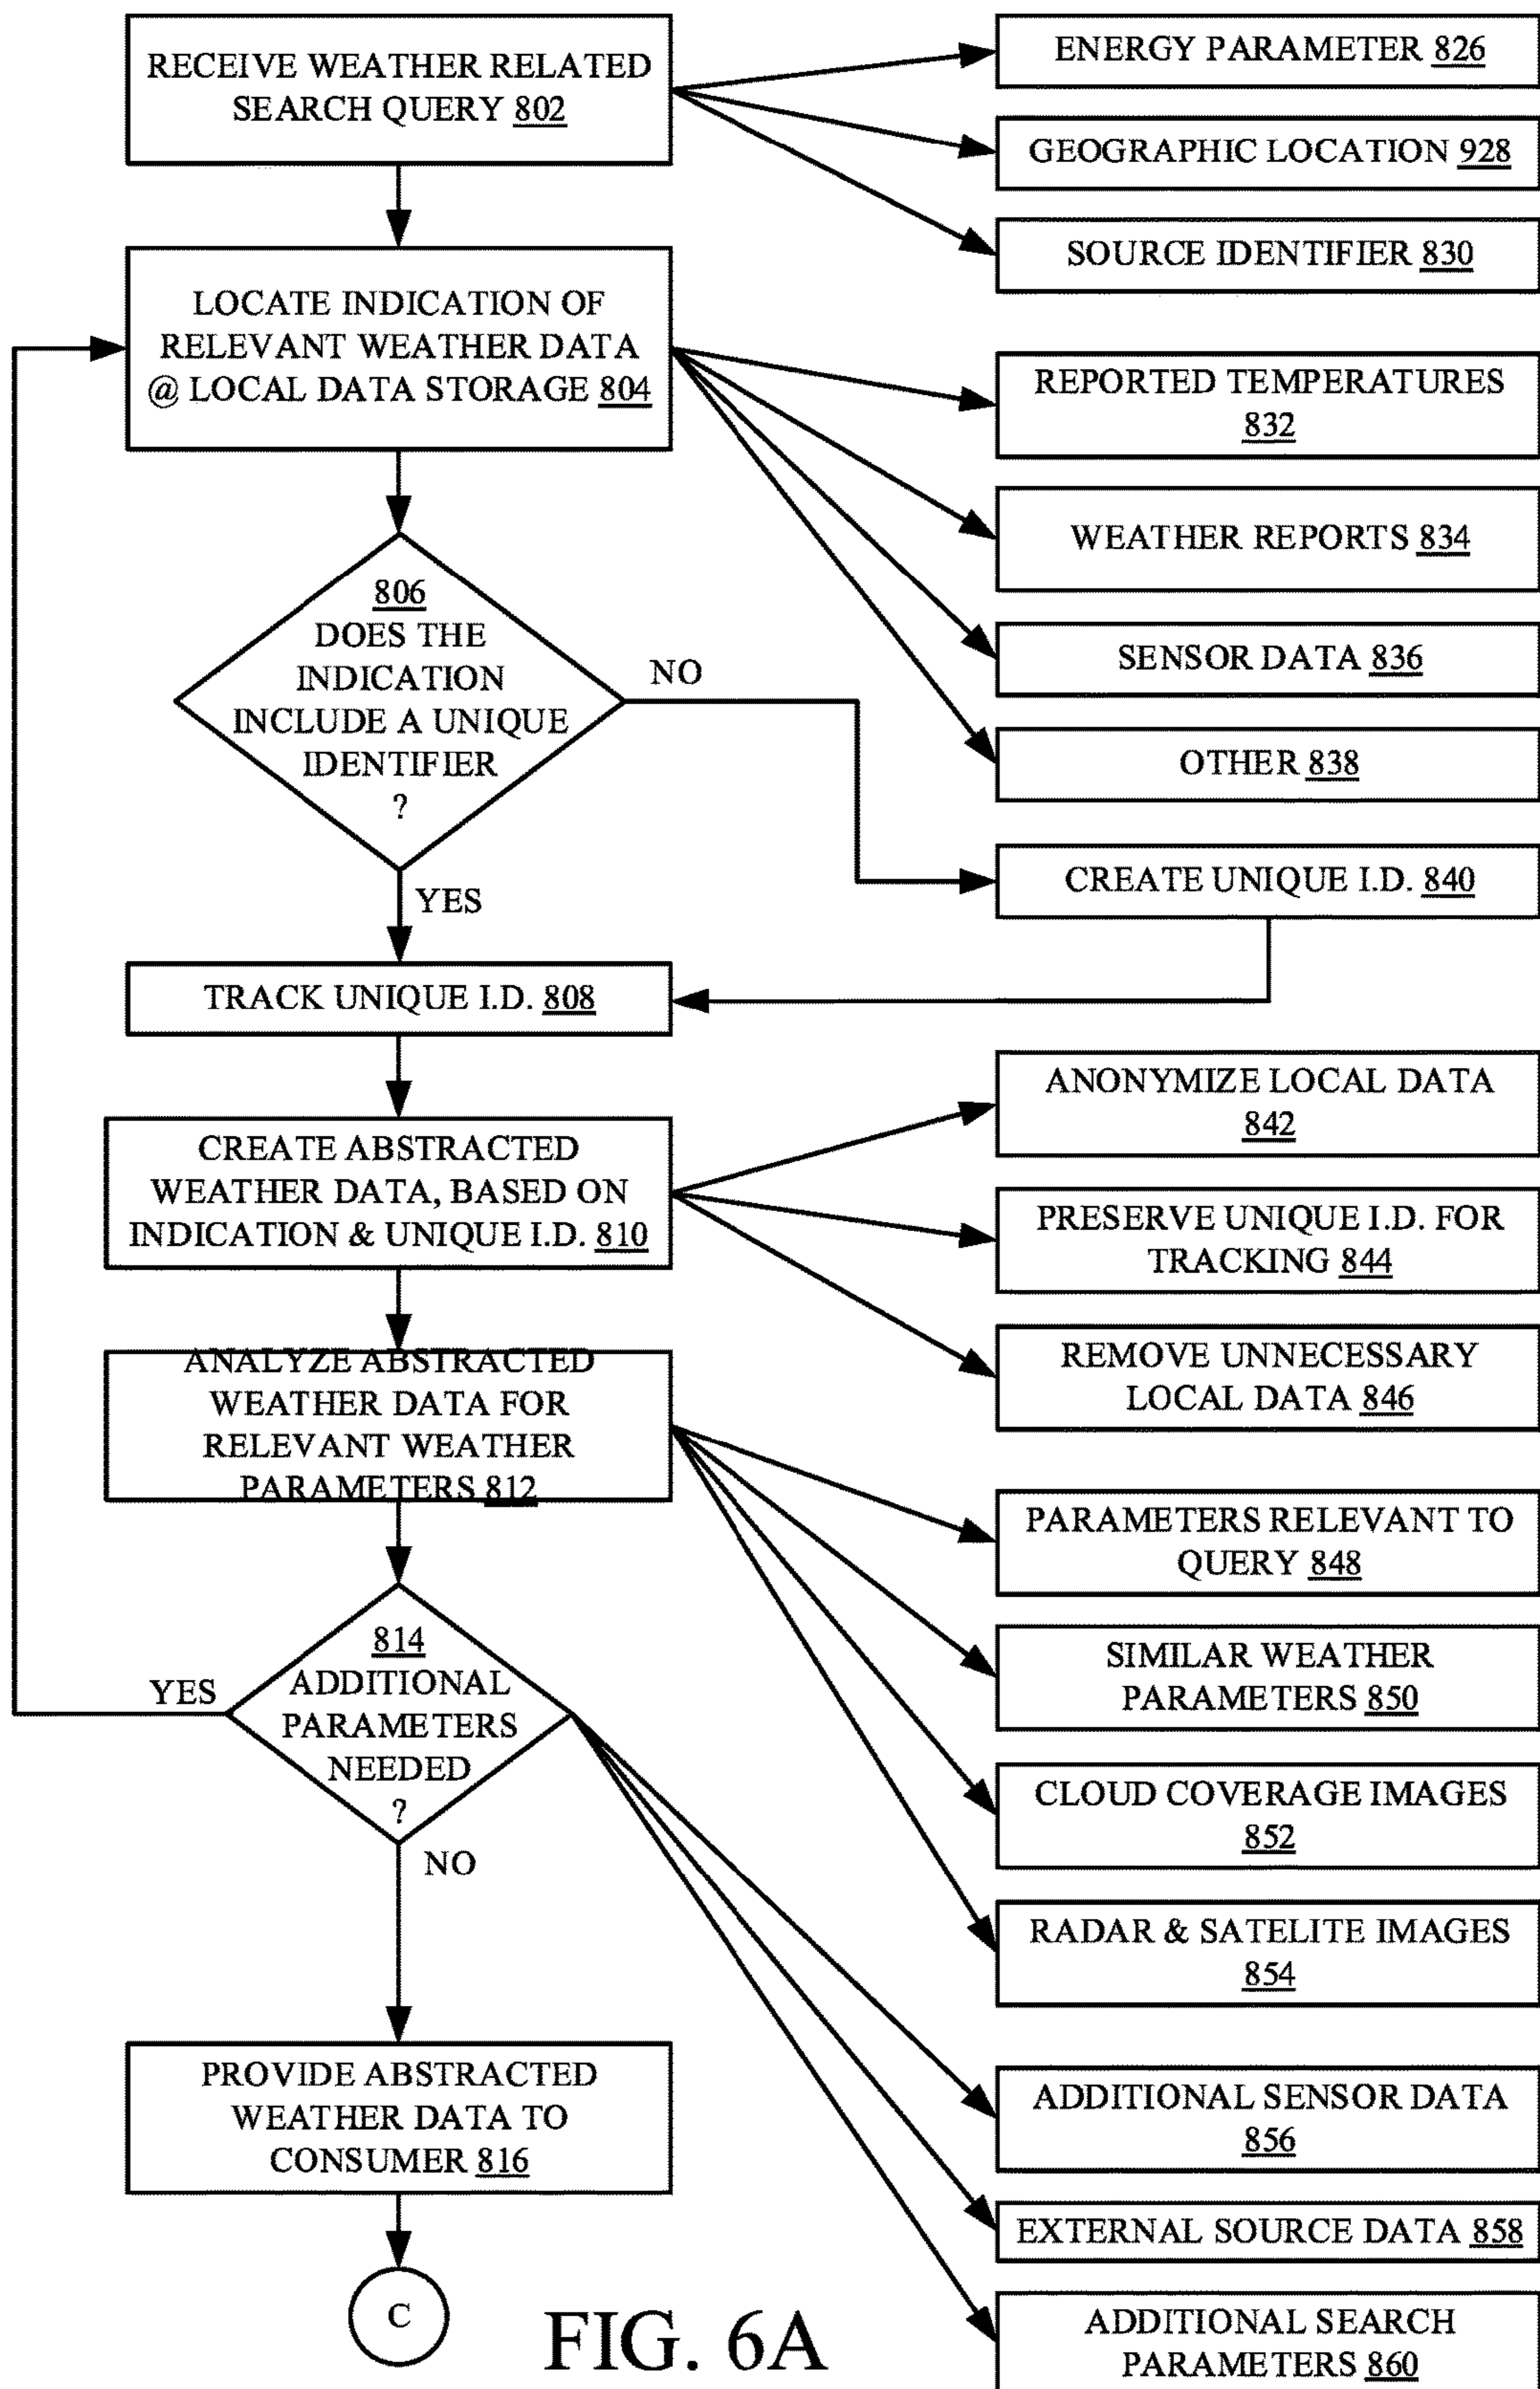 RECEIVE WEATHER RELATED
SEARCH QUERY 802
ENERGY PARAMETER 826
GEOGRAPHIC LOCATION 928
SOURCE IDENTIFIER 830
LOCATE INDICATION OF
RELEVANT WEATHER DATA
@ LOCAL DATA STORAGE 804
REPORTED TEMPERATURES
832
WEATHER REPORTS 834
SENSOR DATA 836
OTHER 838
806
DOES THE
INDICATION
INCLUDE A UNIQUE
IDENTIFIER
?
NO
YES
CREATE UNIQUE I.D. 840
TRACK UNIQUE I.D. 808
CREATE ABSTRACTED
WEATHER DATA, BASED ON
INDICATION & UNIQUE I.D. 810
ANONYMIZE LOCAL DATA
842
PRESERVE UNIQUE I.D. FOR
TRACKING 844
REMOVE UNNECESSARY
LOCAL DATA 846
ANALYZE ABSTRACTED
WEATHER DATA FOR
RELEVANT WEATHER
PARAMETERS 812
PARAMETERS RELEVANT TO
QUERY 848
SIMILAR WEATHER
PARAMETERS 850
CLOUD COVERAGE IMAGES
852
RADAR & SATELITE IMAGES
854
814
ADDITIONAL
PARAMETERS
NEEDED
?
YES
NO
ADDITIONAL SENSOR DATA
856
EXTERNAL SOURCE DATA 858
ADDITIONAL SEARCH
PARAMETERS 860
PROVIDE ABSTRACTED
WEATHER DATA TO
CONSUMER 816
C
FIG. 6A